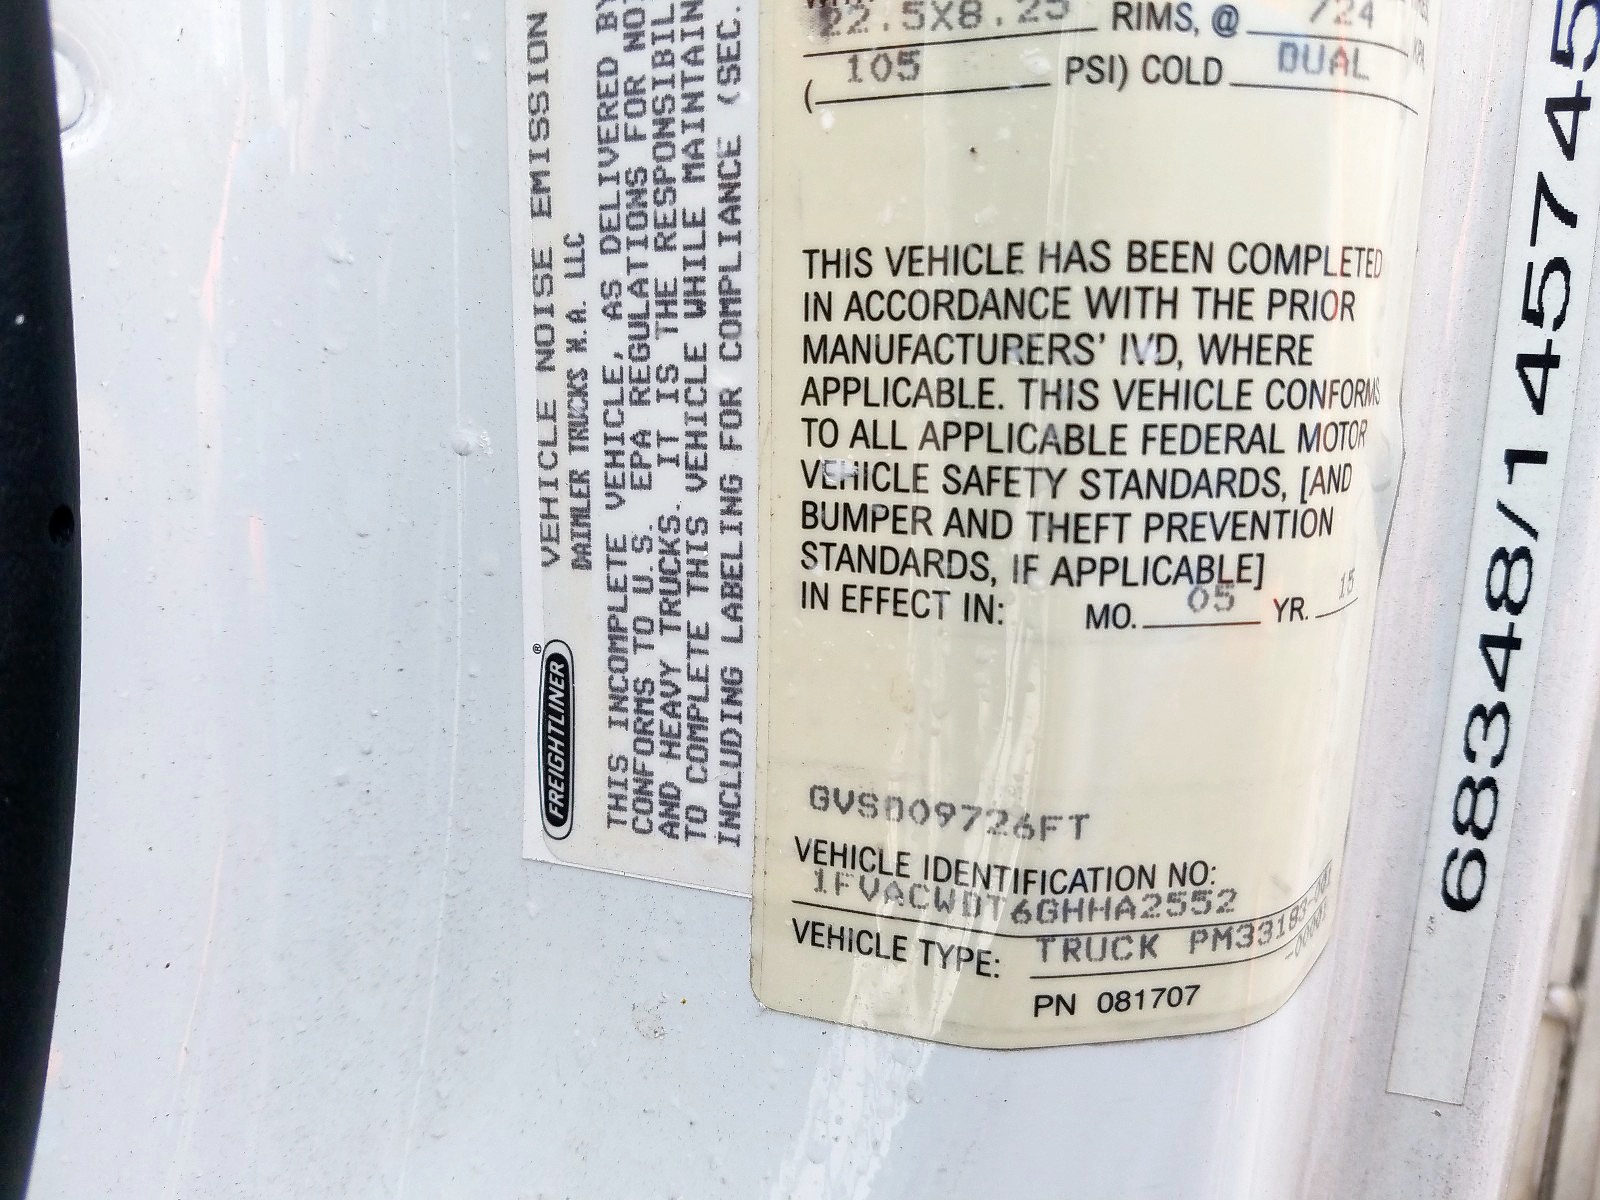 VEHICLE NOISE EMISSION
DAIMLER TRUCKS N.A. LLC
THIS INCOMPLETE VEHICLE, AS DELIVERED BY
CONFORMS TO U.S. EPA REGULATIONS FOR NOI
AND HEAVY TRUCKS. IT IS THE RESPONSIBIL
TO COMPLETE THIS VEHICLE WHILE MAINTAIN
INCLUDING LABELING FOR COMPLIANCE (SEC.
FREIGHTLINER®
22.5X8.25 RIMS, @ 724
( 105 PSI) COLD DUAL
THIS VEHICLE HAS BEEN COMPLETED
IN ACCORDANCE WITH THE PRIOR
MANUFACTURERS' IVD, WHERE
APPLICABLE. THIS VEHICLE CONFORMS
TO ALL APPLICABLE FEDERAL MOTOR
VEHICLE SAFETY STANDARDS, [AND
BUMPER AND THEFT PREVENTION
STANDARDS, IF APPLICABLE]
IN EFFECT IN: MO. 05 YR. 15
GVS009726FT
VEHICLE IDENTIFICATION NO:
1FVACWDT6GHHA2552
VEHICLE TYPE: TRUCK
PN 081707
68348/1457745